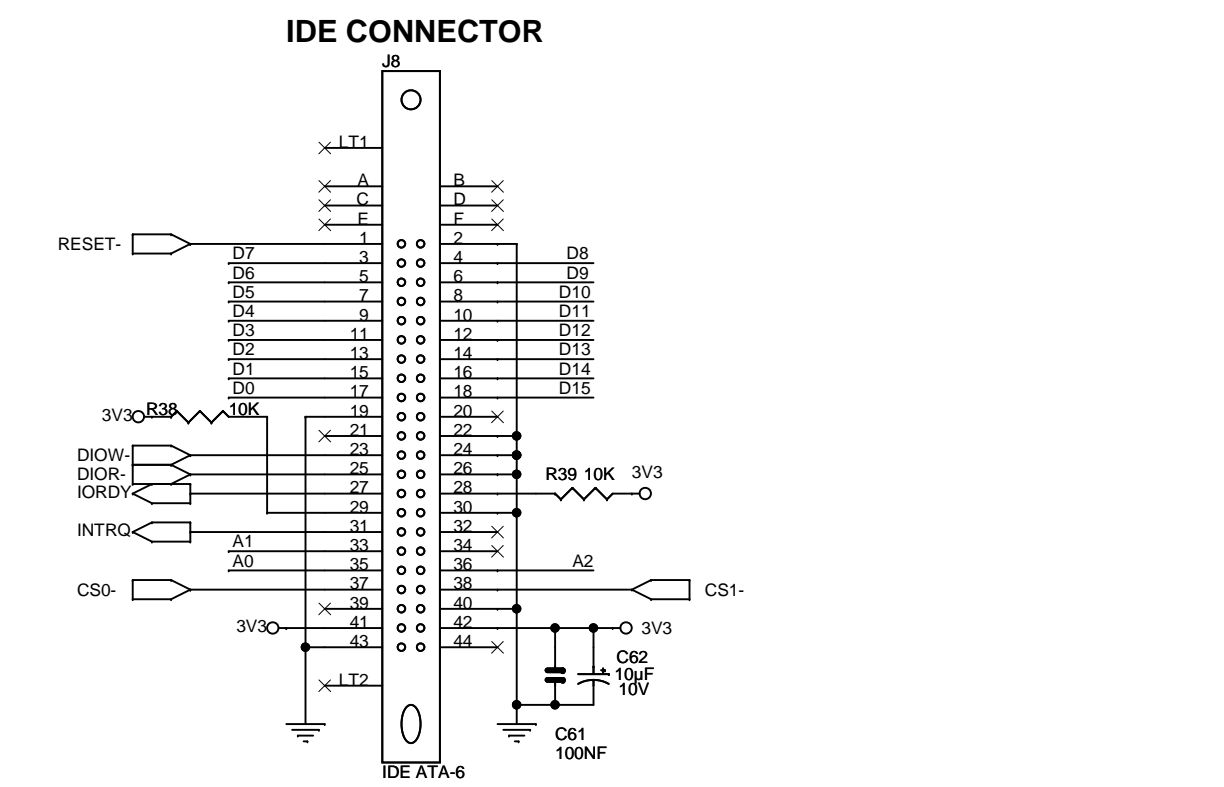 IDE CONNECTOR
J8
LT1
A B
C D
E F
RESET- 1 2
D7 3 4 D8
D6 5 6 D9
D5 7 8 D10
D4 9 10 D11
D3 11 12 D12
D2 13 14 D13
D1 15 16 D14
D0 17 18 D15
3V3 R38 10K 19 20
21 22
DIOW- 23 24
DIOR- 25 26 R39 10K 3V3
IORDY 27 28
29 30
INTRQ 31 32
A1 33 34
A0 35 36 A2
CS0- 37 38 CS1-
39 40
3V3 41 42 3V3
43 44
C62
10µF
10V
+
LT2
C61
100NF
IDE ATA-6